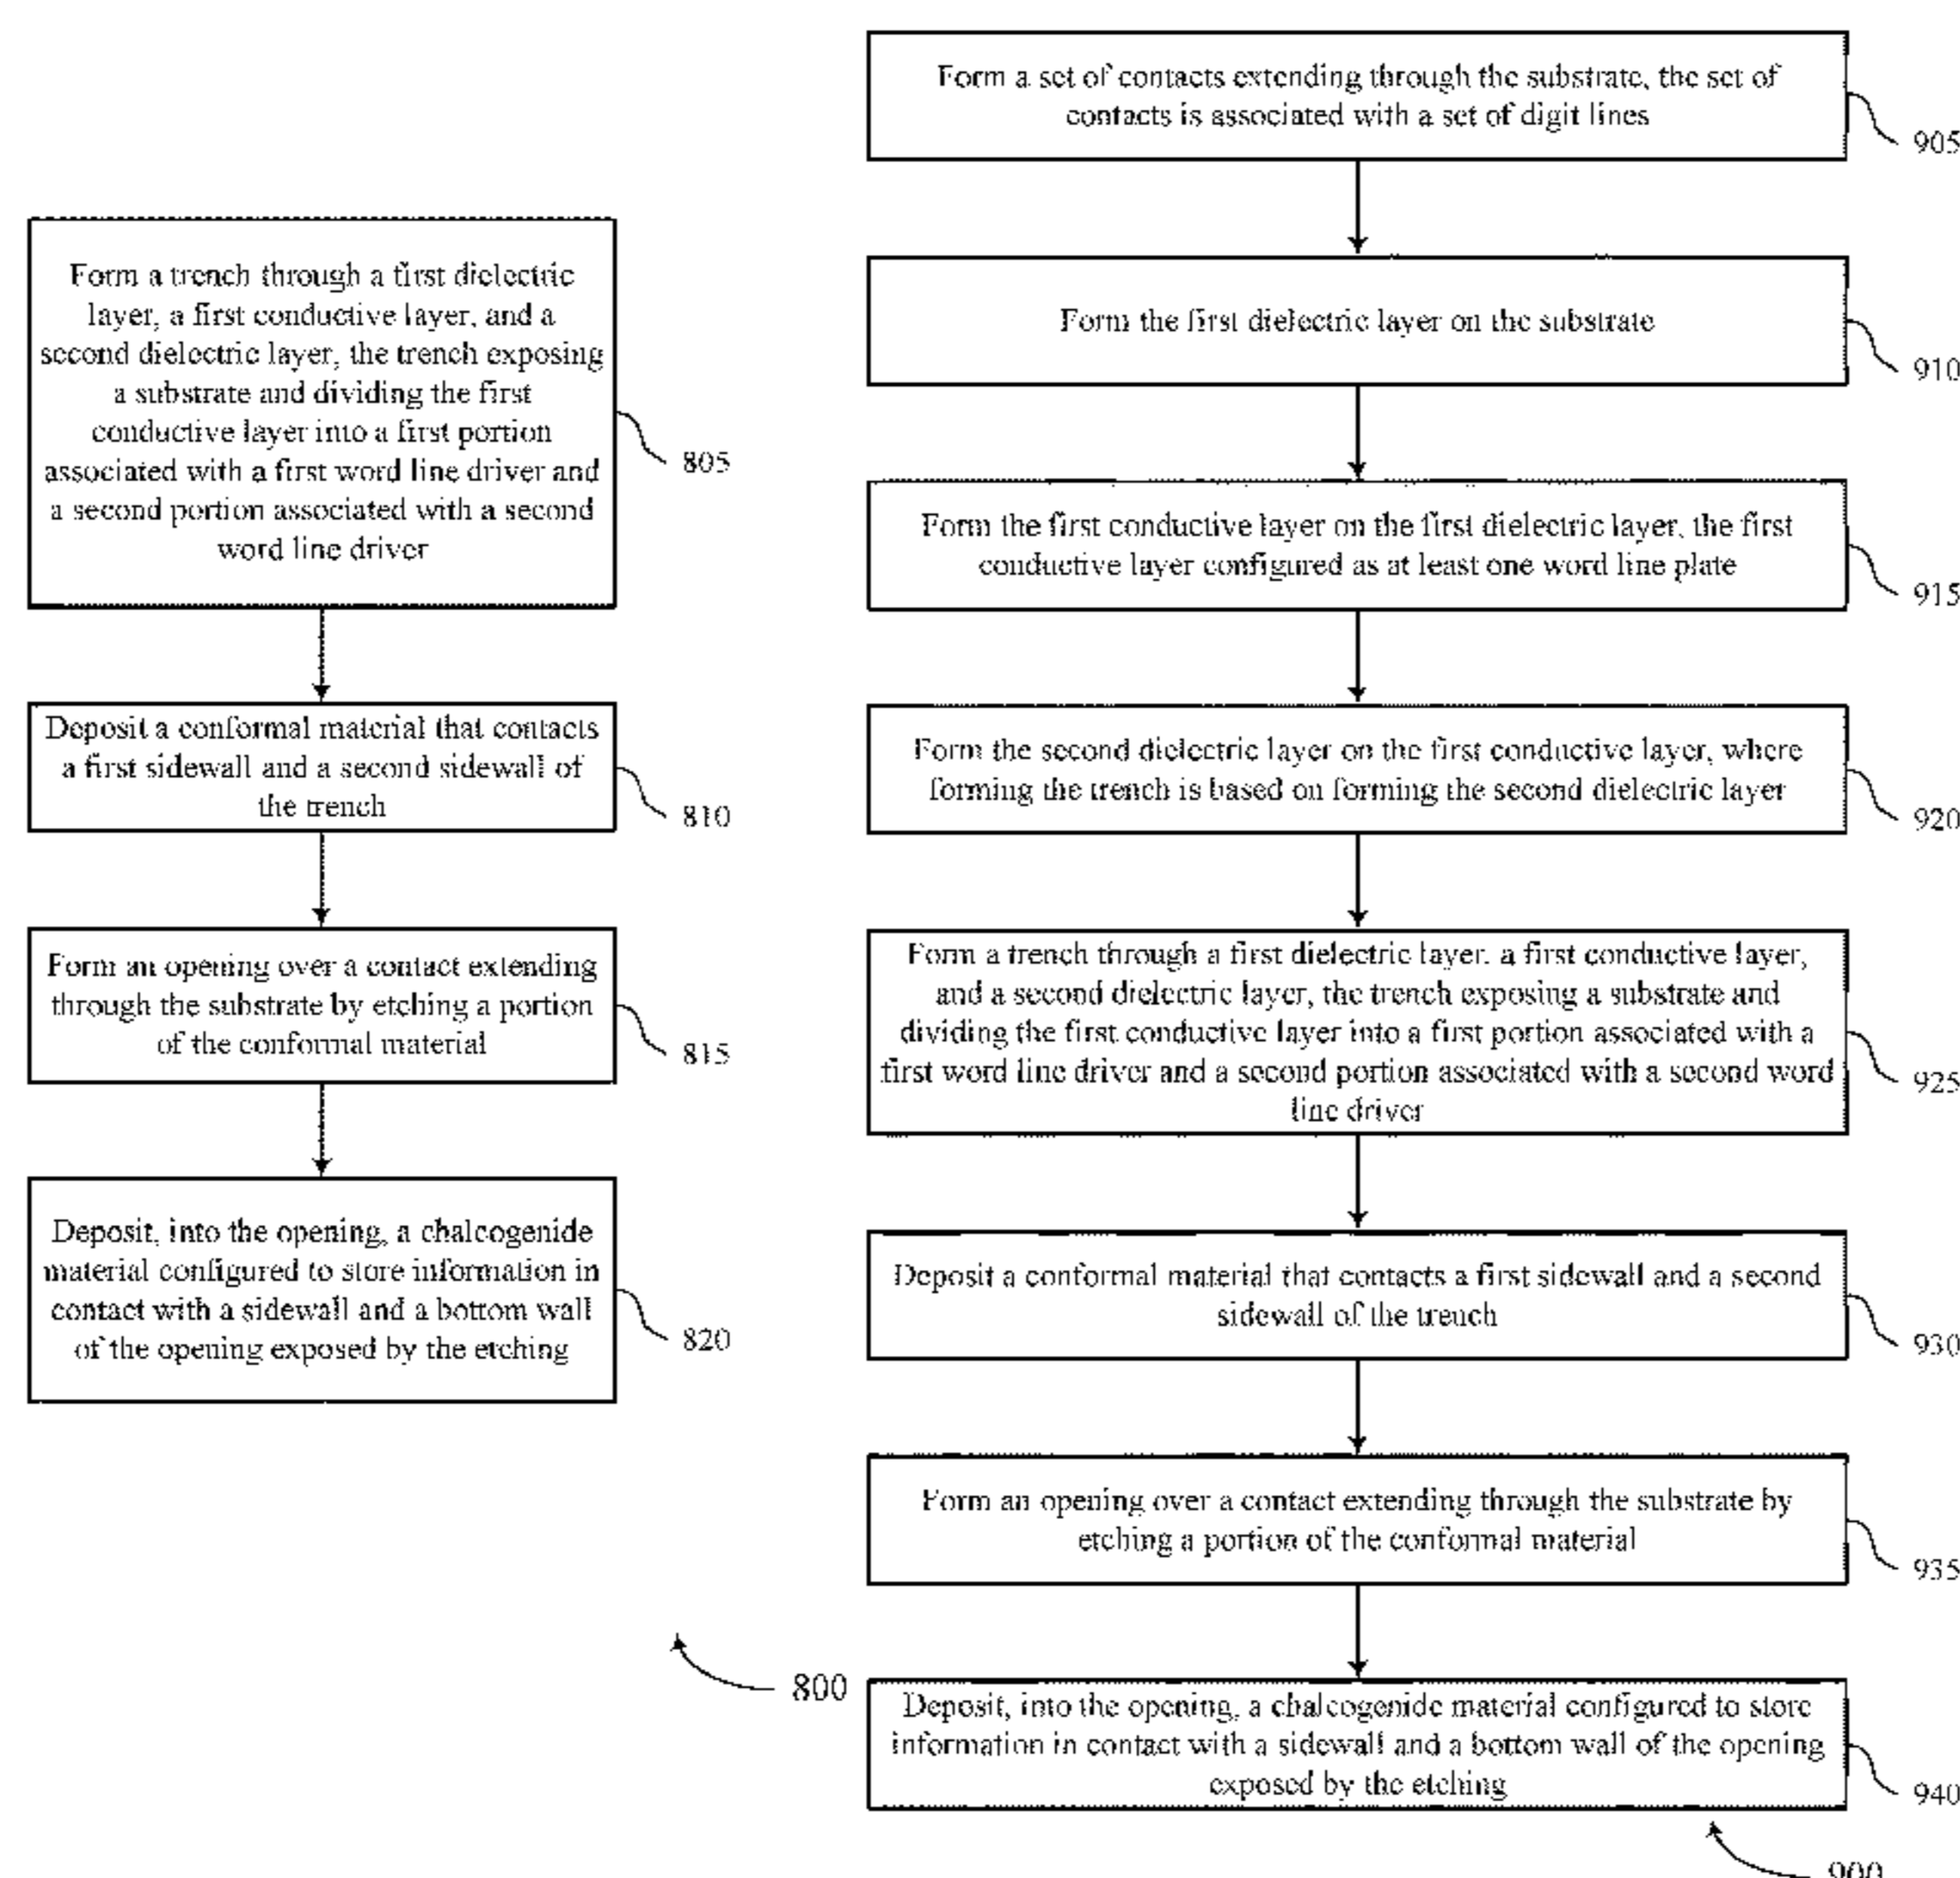 Form a trench through a first dielectric
layer, a first conductive layer, and a
second dielectric layer, the trench exposing
a substrate and dividing the first
conductive layer into a first portion
associated with a first word line driver and
a second portion associated with a second
word line driver
805
Deposit a conformal material that contacts
a first sidewall and a second sidewall of
the trench
810
Form an opening over a contact extending
through the substrate by etching a portion
of the conformal material
815
Deposit, into the opening, a chalcogenide
material configured to store information in
contact with a sidewall and a bottom wall
of the opening exposed by the etching
820
800
Form a set of contacts extending through the substrate, the set of
contacts is associated with a set of digit lines
905
Form the first dielectric layer on the substrate
910
Form the first conductive layer on the first dielectric layer, the first
conductive layer configured as at least one word line plate
915
Form the second dielectric layer on the first conductive layer, where
forming the trench is based on forming the second dielectric layer
920
Form a trench through a first dielectric layer, a first conductive layer,
and a second dielectric layer, the trench exposing a substrate and
dividing the first conductive layer into a first portion associated with a
first word line driver and a second portion associated with a second word
line driver
925
Deposit a conformal material that contacts a first sidewall and a second
sidewall of the trench
930
Form an opening over a contact extending through the substrate by
etching a portion of the conformal material
935
Deposit, into the opening, a chalcogenide material configured to store
information in contact with a sidewall and a bottom wall of the opening
exposed by the etching
940
900